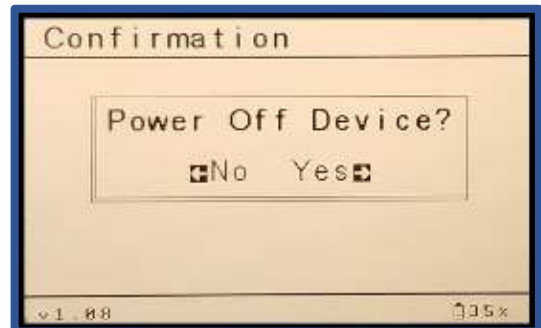 Confirmation
Power Off Device?
No Yes
v1.08